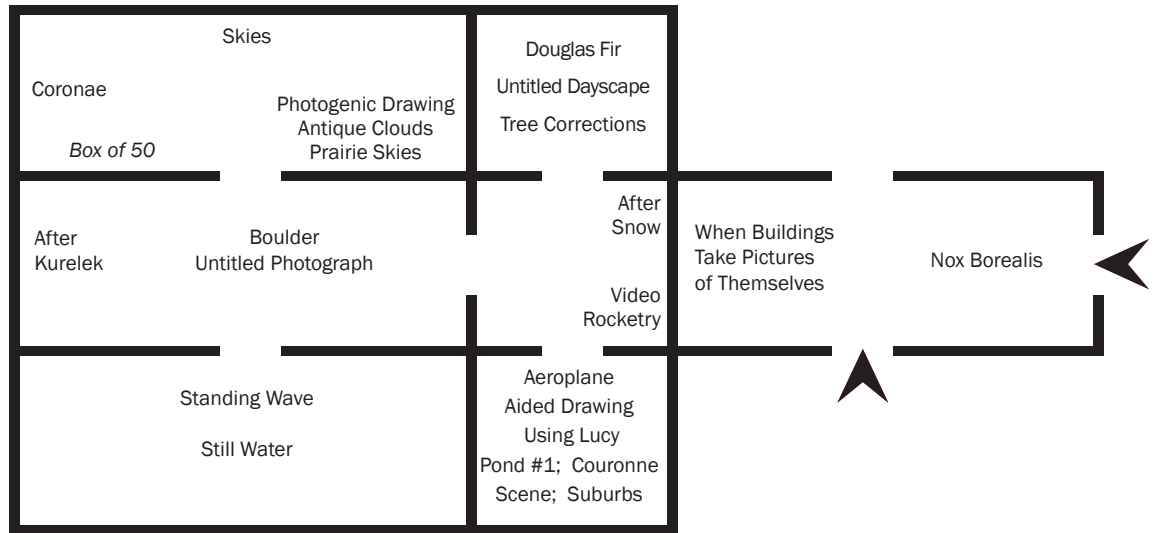 Skies
Coronae
Photogenic Drawing
Antique Clouds
Prairie Skies
Box of 50
Douglas Fir
Untitled Dayscape
Tree Corrections
After
Kurelek
Boulder
Untitled Photograph
After
Snow
Video
Rocketry
When Buildings
Take Pictures
of Themselves
Nox Borealis
Standing Wave
Still Water
Aeroplane
Aided Drawing
Using Lucy
Pond #1; Couronne
Scene; Suburbs